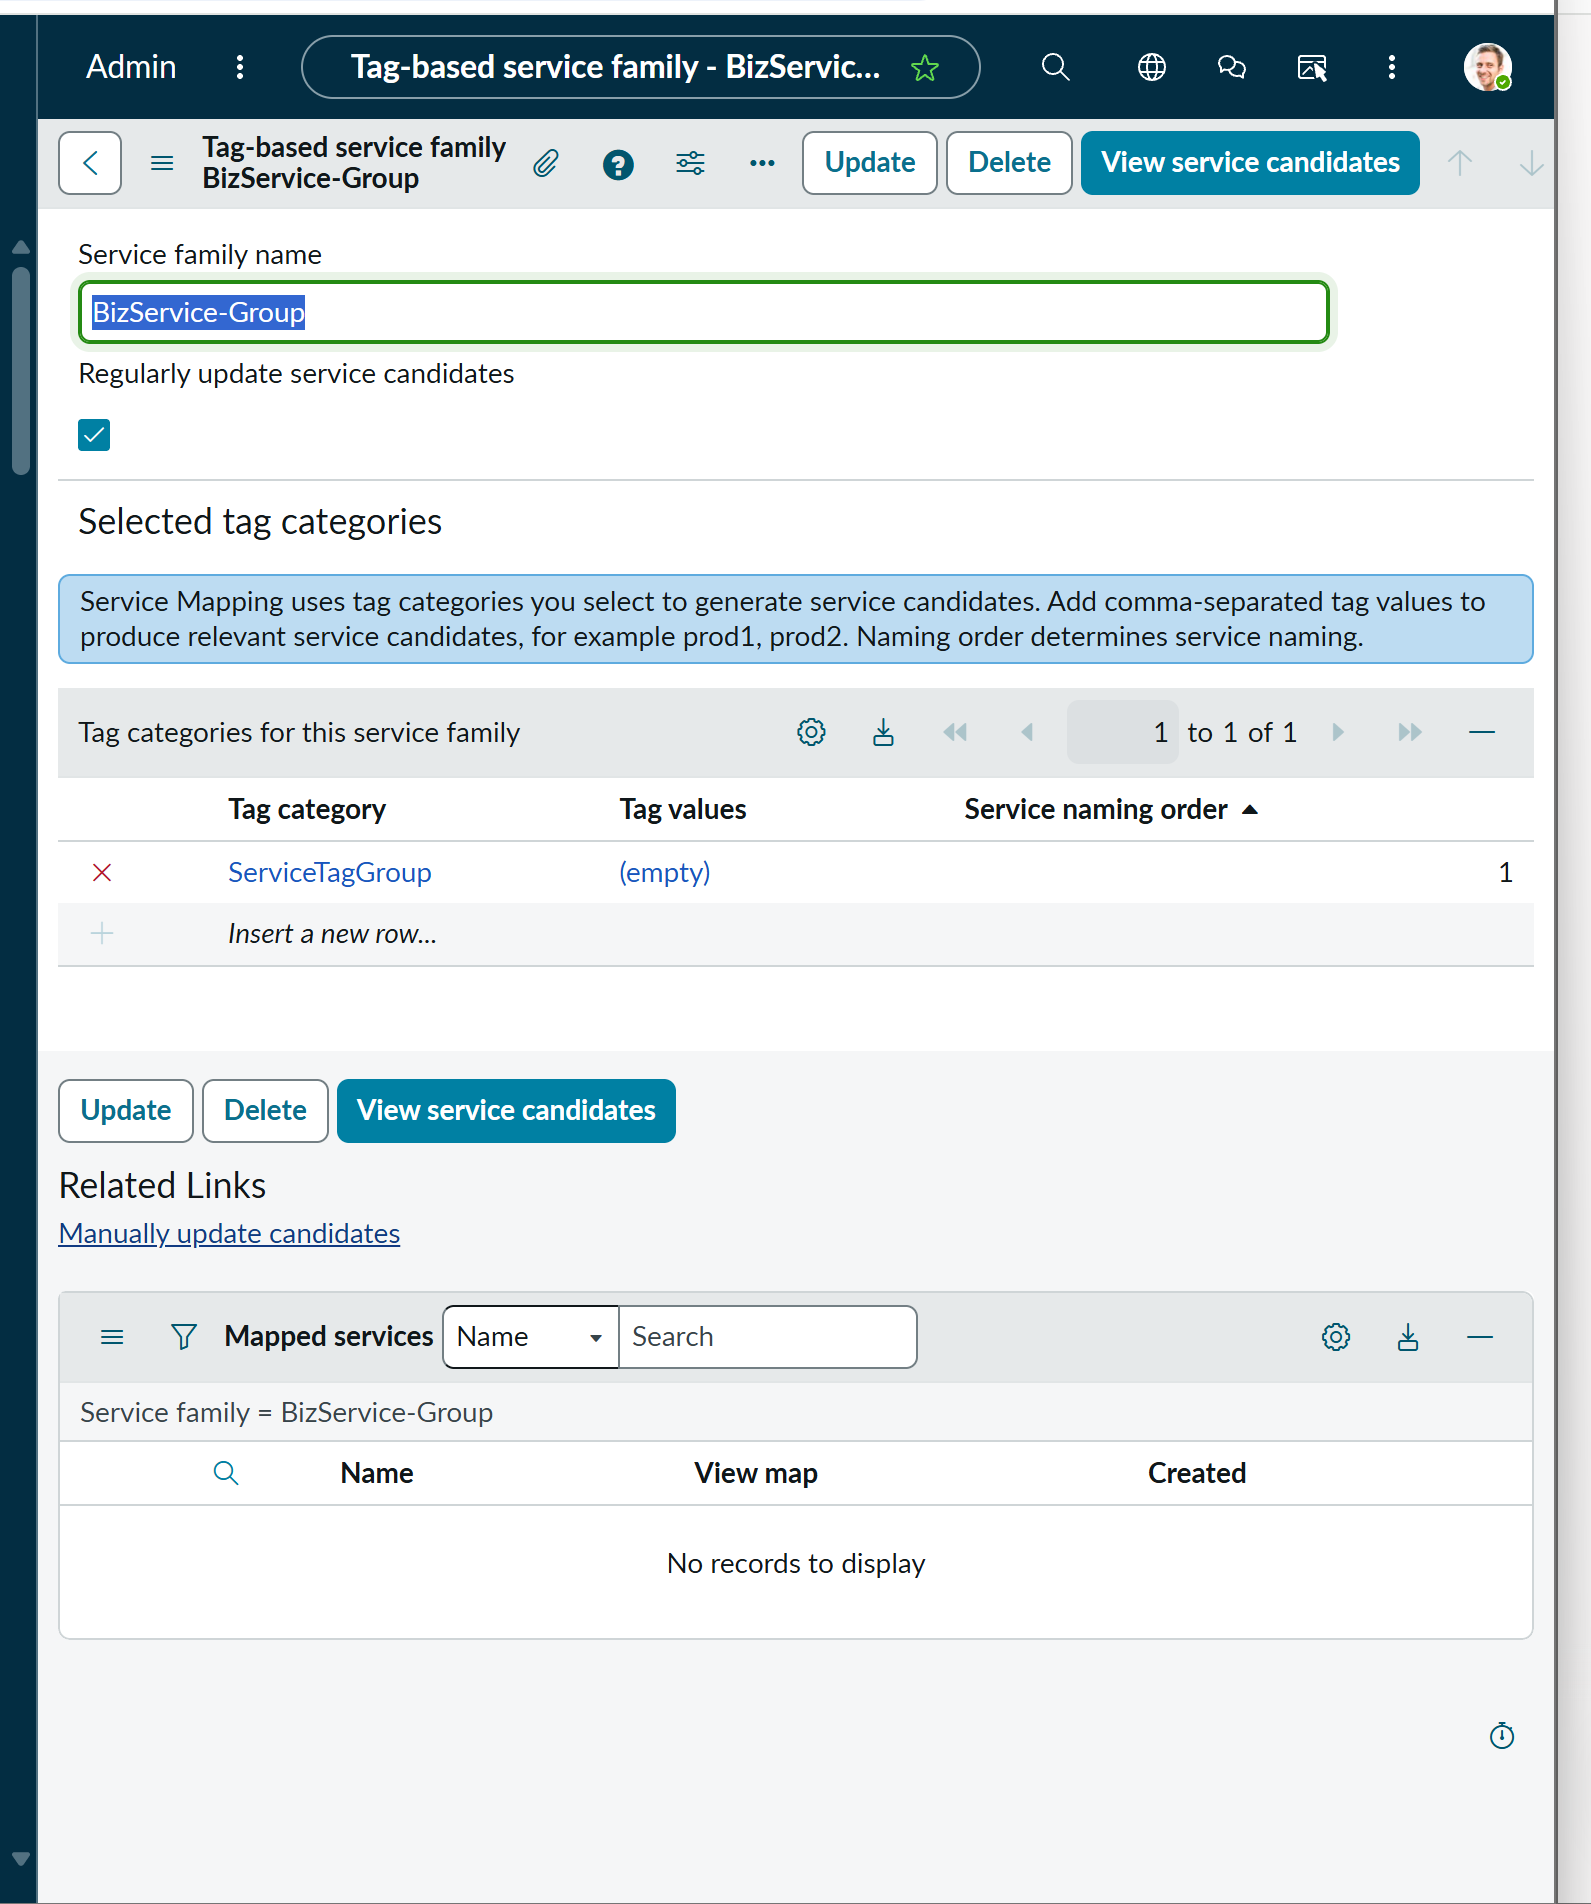 Admin
Tag-based service family - BizServic...
Tag-based service family
BizService-Group
Update
Delete
View service candidates
Service family name
BizService-Group
Regularly update service candidates
Selected tag categories
Service Mapping uses tag categories you select to generate service candidates. Add comma-separated tag values to
produce relevant service candidates, for example prod1, prod2. Naming order determines service naming.
Tag categories for this service family
1 to 1 of 1
Tag category Tag values Service naming order
ServiceTagGroup (empty) 1
Insert a new row...
Update
Delete
View service candidates
Related Links
Manually update candidates
Mapped services Name Search
Service family = BizService-Group
Name View map Created
No records to display